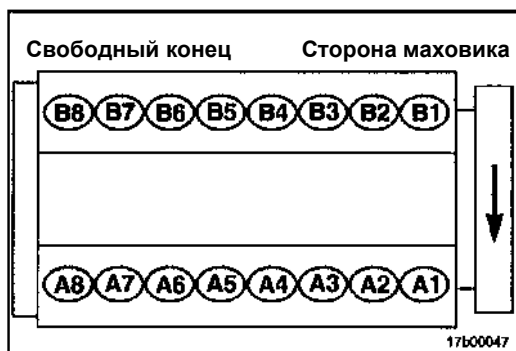 Свободный конец Сторона маховика
B8 B7 B6 B5 B4 B3 B2 B1
A8 A7 A6 A5 A4 A3 A2 A1
17b00047